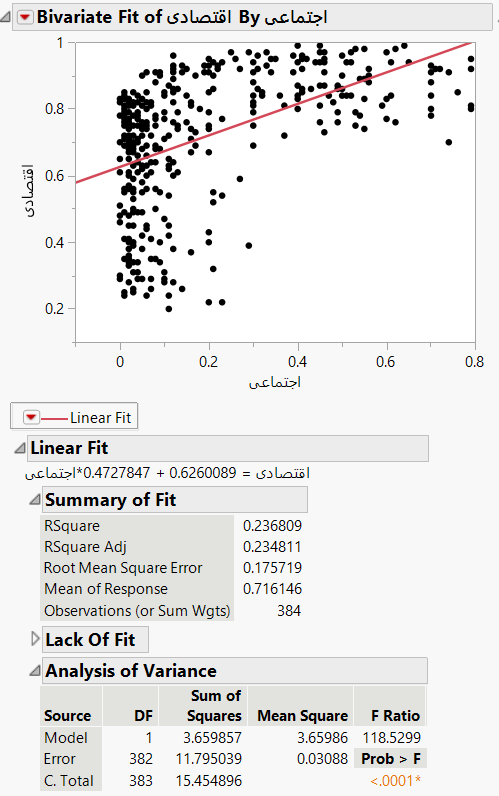 Bivariate Fit of اقتصادی By اجتماعی
1
0.8
0.6
0.4
0.2
اقتصادی
0 0.2 0.4 0.6 0.8
اجتماعی
Linear Fit
Linear Fit
اقتصادی = 0.6260089 + 0.4727847*اجتماعی
Summary of Fit
RSquare 0.236809
RSquare Adj 0.234811
Root Mean Square Error 0.175719
Mean of Response 0.716146
Observations (or Sum Wgts) 384
Lack Of Fit
Analysis of Variance
Sum of
Source DF Squares Mean Square F Ratio
Model 1 3.659857 3.65986 118.5299
Error 382 11.795039 0.03088 Prob > F
C. Total 383 15.454896 <.0001*